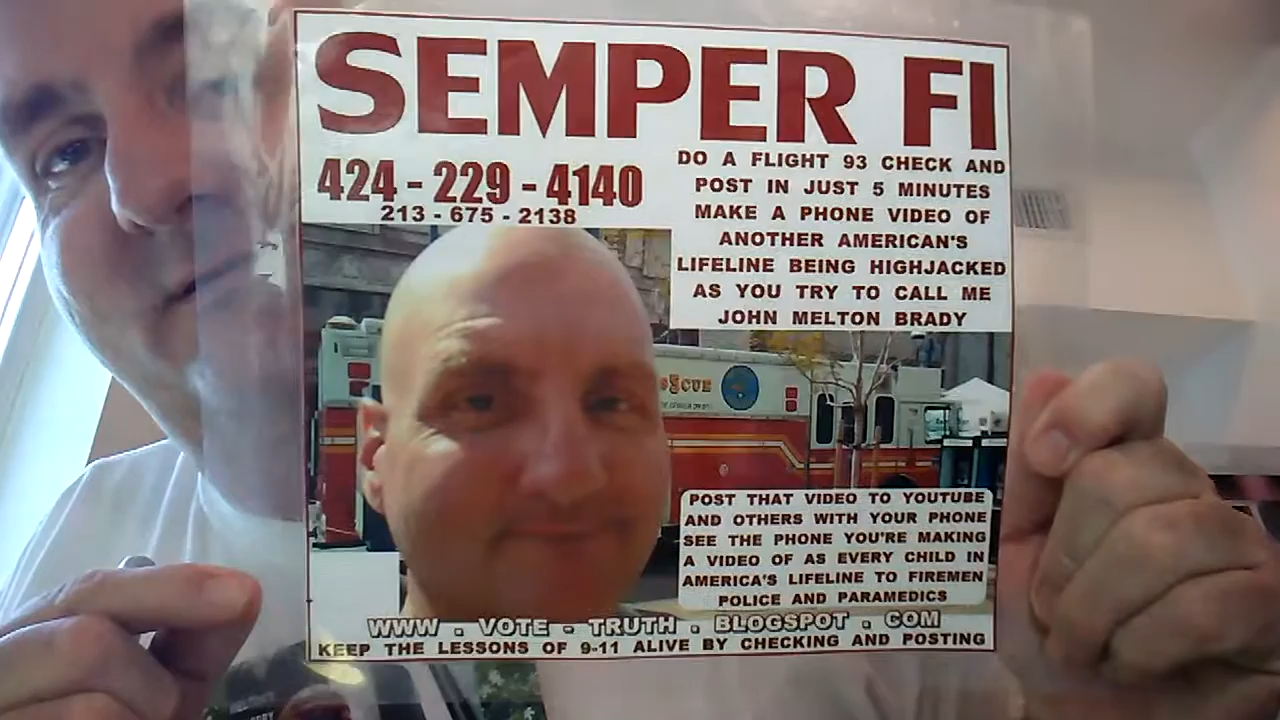 SEMPER FI
424 - 229 - 4140
213 - 675 - 2138
DO A FLIGHT 93 CHECK AND
POST IN JUST 5 MINUTES
MAKE A PHONE VIDEO OF
ANOTHER AMERICAN'S
LIFELINE BEING HIGHJACKED
AS YOU TRY TO CALL ME
JOHN MELTON BRADY
RESCUE
POST THAT VIDEO TO YOUTUBE
AND OTHERS WITH YOUR PHONE
SEE THE PHONE YOU'RE MAKING
A VIDEO OF AS EVERY CHILD IN
AMERICA'S LIFELINE TO FIREMEN
POLICE AND PARAMEDICS
WWW . VOTE - TRUTH . BLOGSPOT . COM
KEEP THE LESSONS OF 9-11 ALIVE BY CHECKING AND POSTING